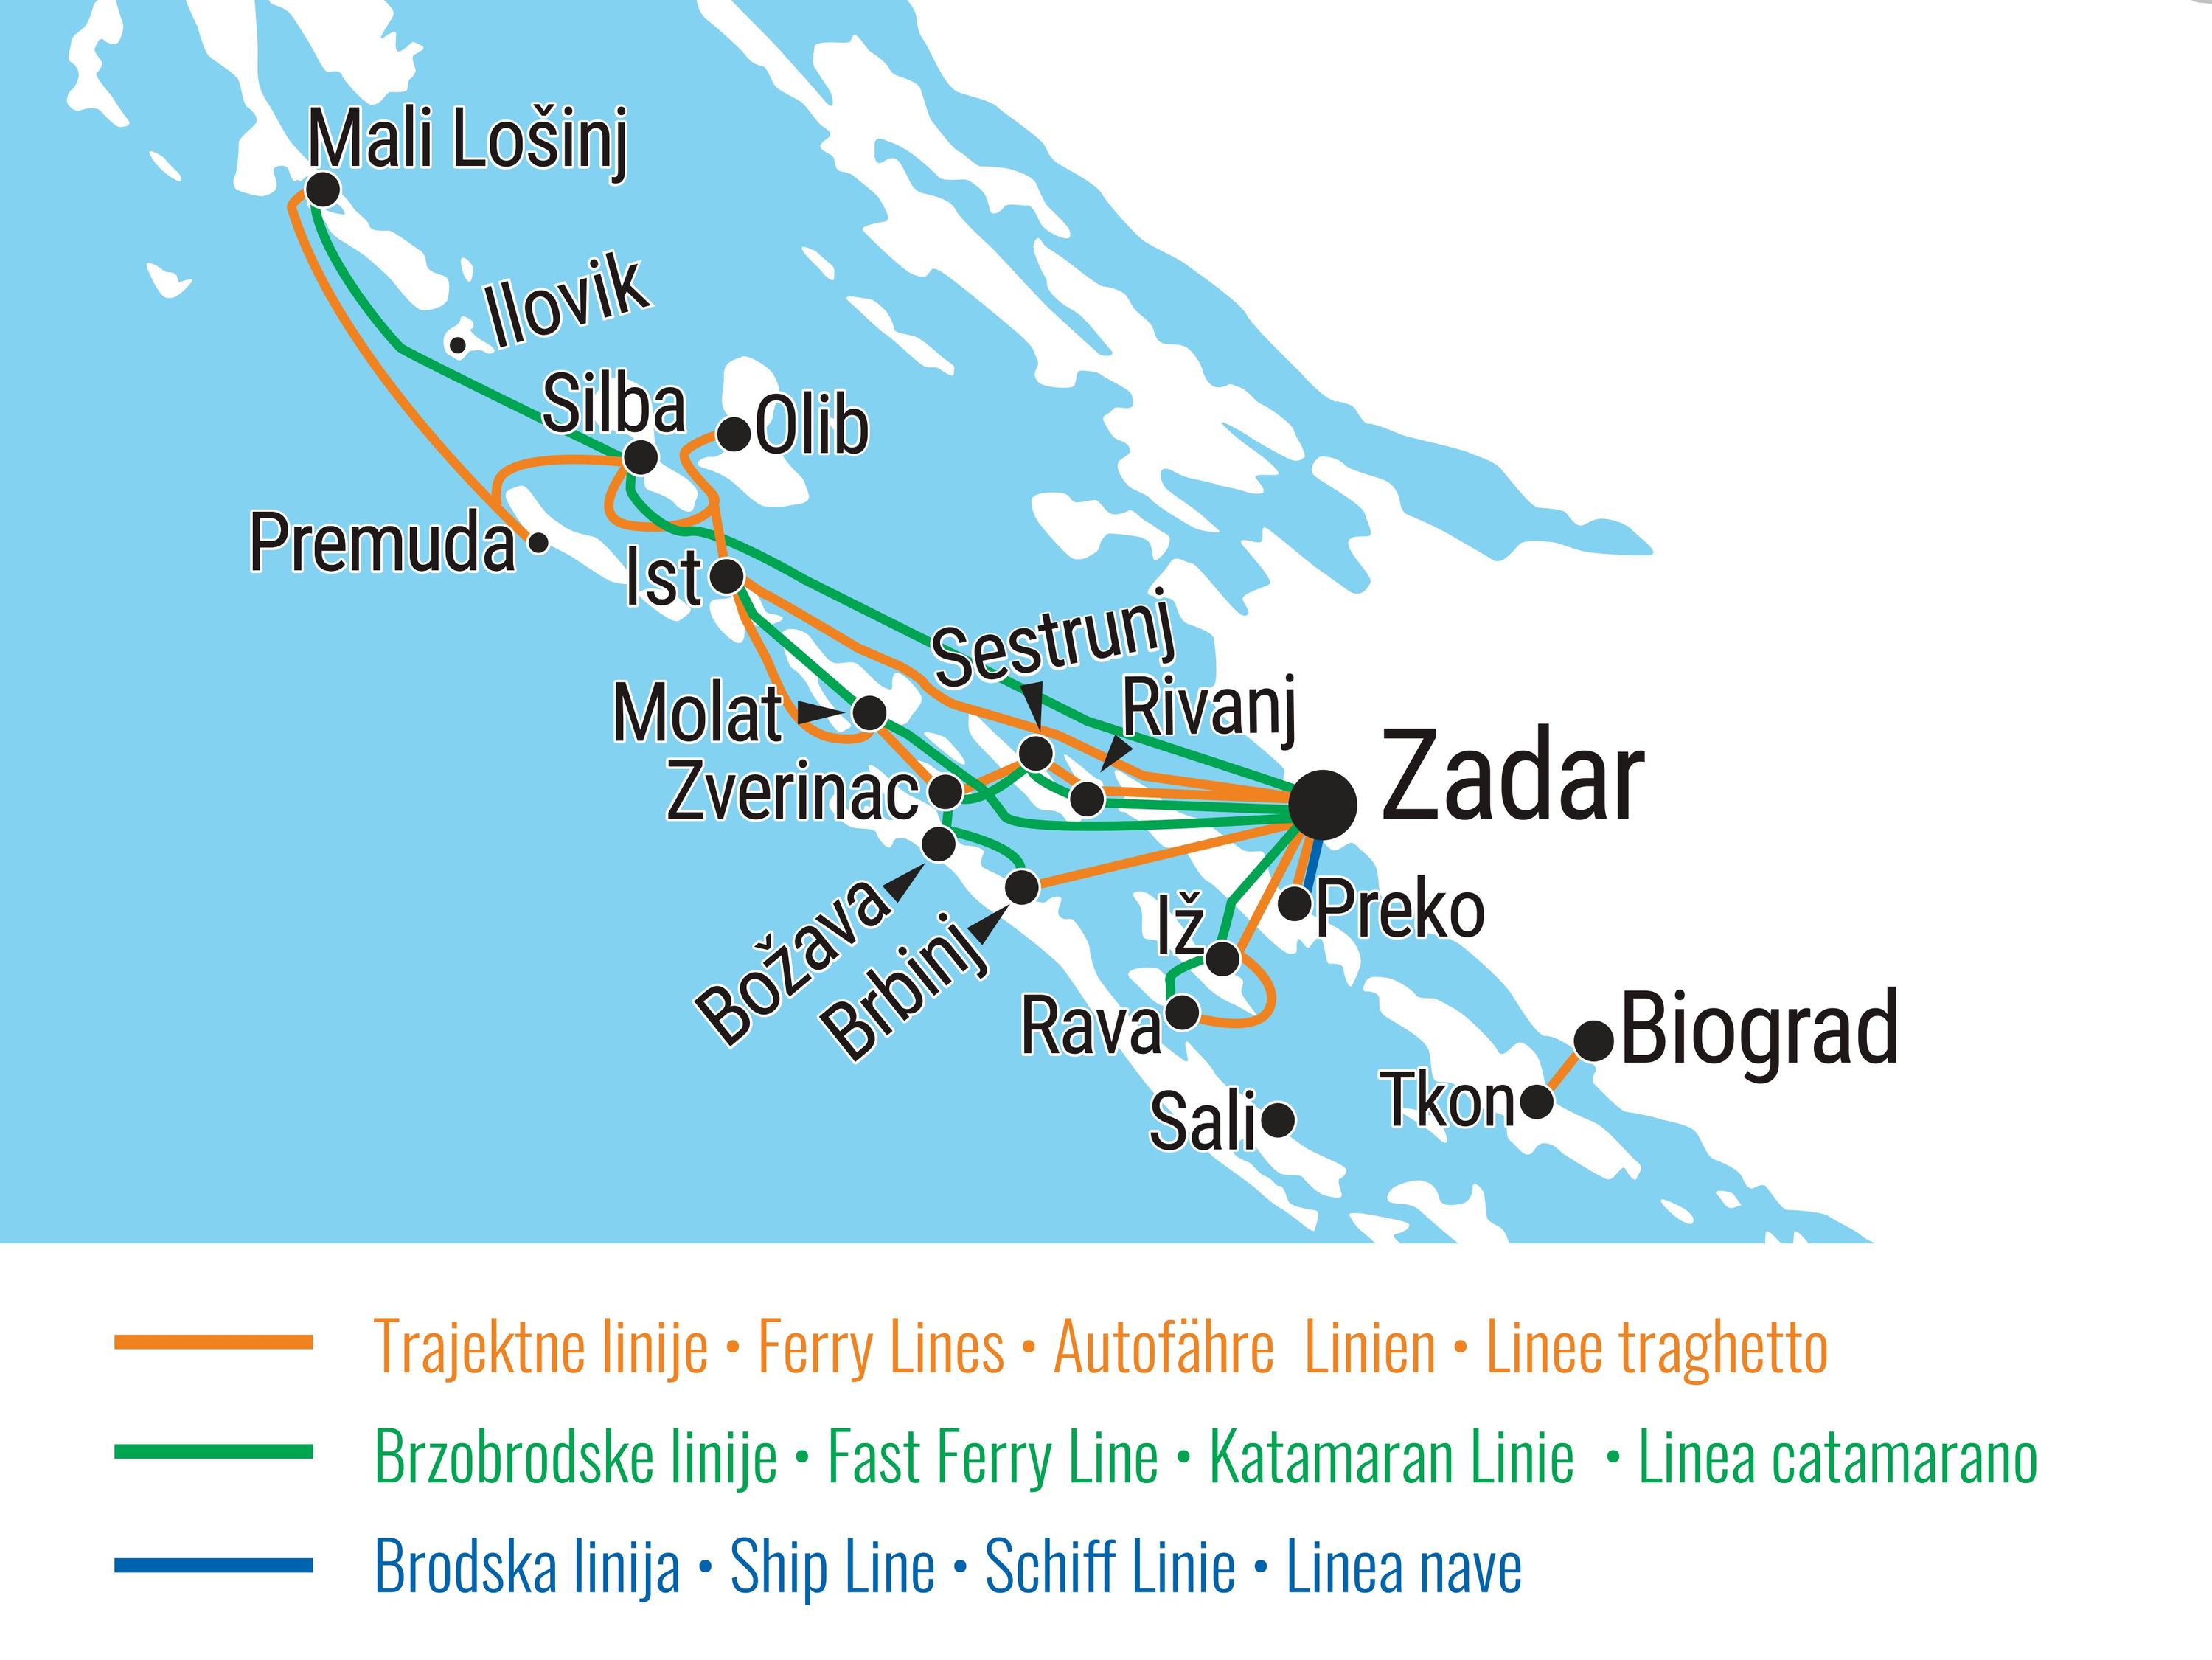 Mali Lošinj
Ilovik
Silba
Olib
Premuda
Ist
Sestrunj
Rivanj
Molat
Zadar
Zverinac
Božava
Brbinj
Preko
Iž
Rava
Biograd
Tkon
Sali
Trajektne linije • Ferry Lines • Autofähre Linien • Linee traghetto
Brzobrodske linije • Fast Ferry Line • Katamaran Linie • Linea catamarano
Brodska linija • Ship Line • Schiff Linie • Linea nave